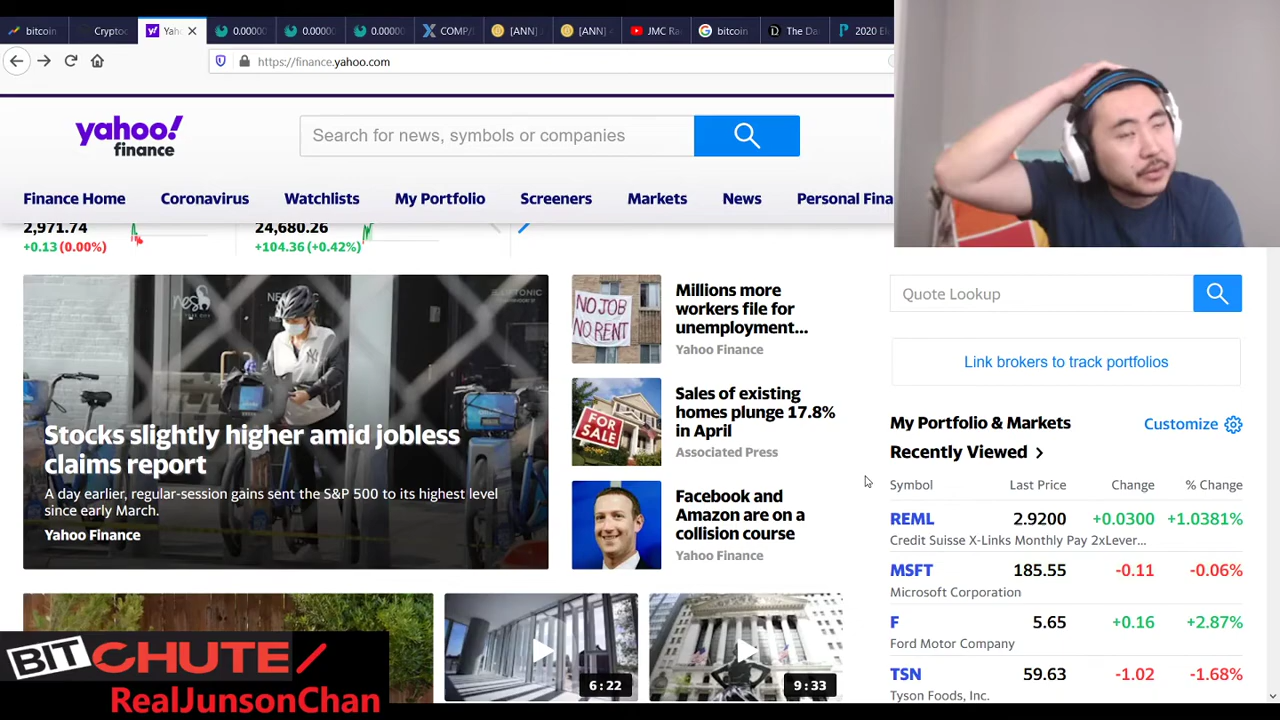 bitcoin
Crypto
Yah
0.00000
0.0000
0.0000
COMP/
[ANN]
[ANN]
JMC Ra
bitcoin
The Da
2020 El
https://finance.yahoo.com
yahoo!
finance
Search for news, symbols or companies
Finance Home Coronavirus Watchlists My Portfolio Screeners Markets News Personal Fina
2,971.74
+0.13 (0.00%)
24,680.26
+104.36 (+0.42%)
NO JOB
NO RENT
Millions more
workers file for
unemployment...
Yahoo Finance
FOR
SALE
Sales of existing
homes plunge 17.8%
in April
Associated Press
Facebook and
Amazon are on a
collision course
Yahoo Finance
Stocks slightly higher amid jobless
claims report
A day earlier, regular-session gains sent the S&P 500 to its highest level
since early March.
Yahoo Finance
6:22
9:33
Quote Lookup
Link brokers to track portfolios
My Portfolio & Markets
Customize
Recently Viewed >
Symbol Last Price Change % Change
REML 2.9200 +0.0300 +1.0381%
Credit Suisse X-Links Monthly Pay 2xLever...
MSFT 185.55 -0.11 -0.06%
Microsoft Corporation
F 5.65 +0.16 +2.87%
Ford Motor Company
TSN 59.63 -1.02 -1.68%
Tyson Foods, Inc.
BITCHUTE
RealJunsonChan